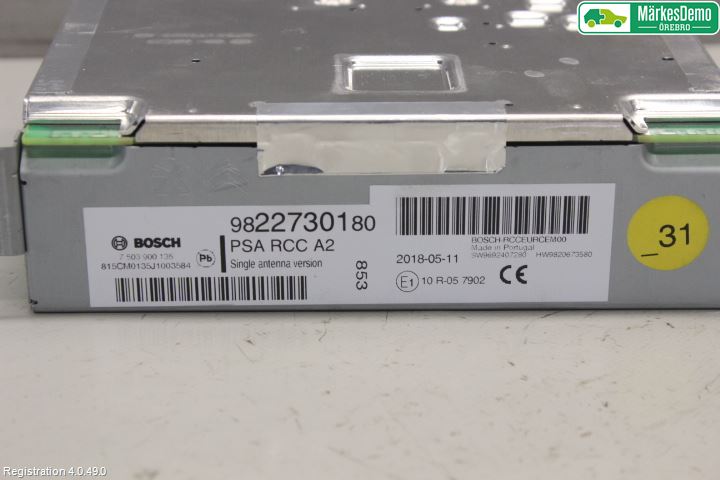 MärkesDemo
ÖREBRO
BOSCH
7 503 900 135
815CM0135J1003584
Pb
9822730180
PSA RCC A2
Single antenna version
853
BOSCH-RCCEURCEM00
Made in Portugal
2018-05-11
SW9692407280 HW9820673580
E1 10 R-05 7902 CE
_31
Registration 4.0.49.0